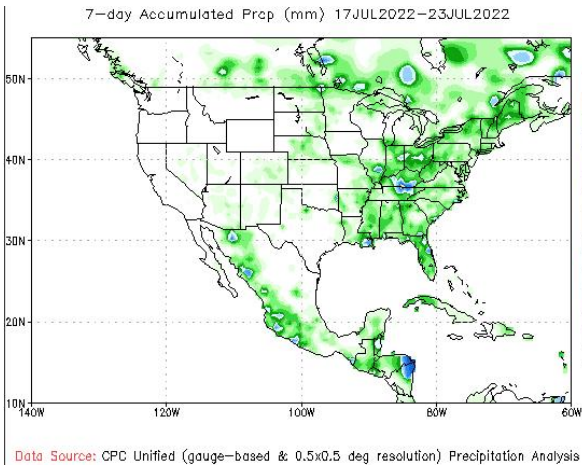 7-day Accumulated Prcp (mm) 17JUL2022-23JUL2022
50N
40N
30N
20N
10N
140W 120W 100W 80W 60W
Data Source: CPC Unified (gauge-based & 0.5x0.5 deg resolution) Precipitation Analysis